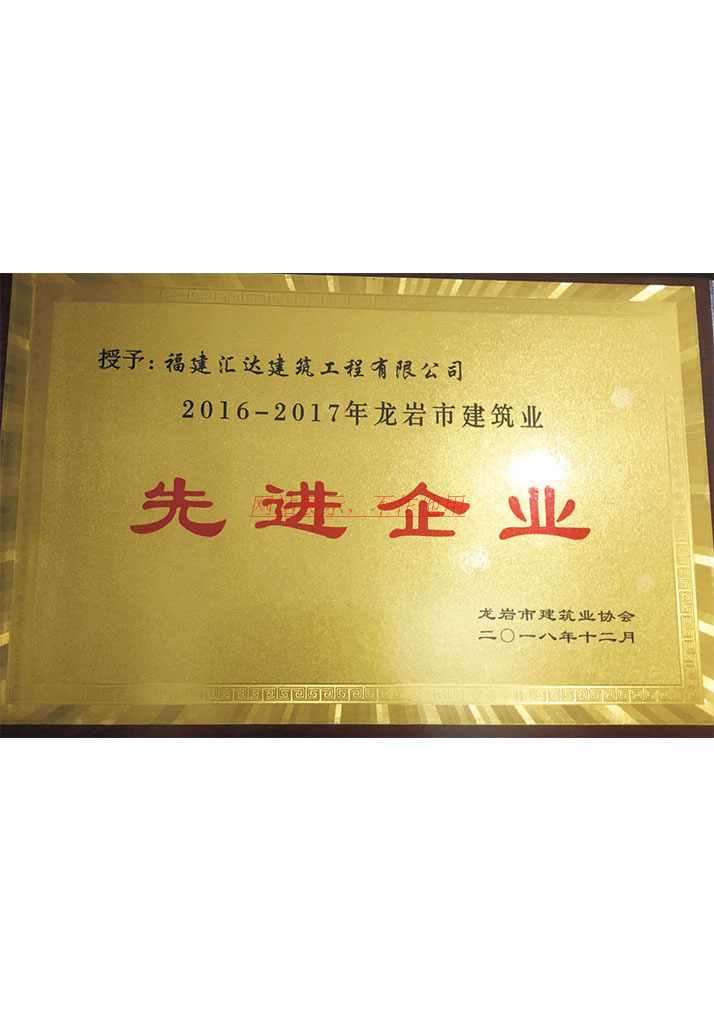 授予：福建汇达建筑工程有限公司
2016-2017年龙岩市建筑业
先进企业
龙岩市建筑业协会
二〇一八年十二月